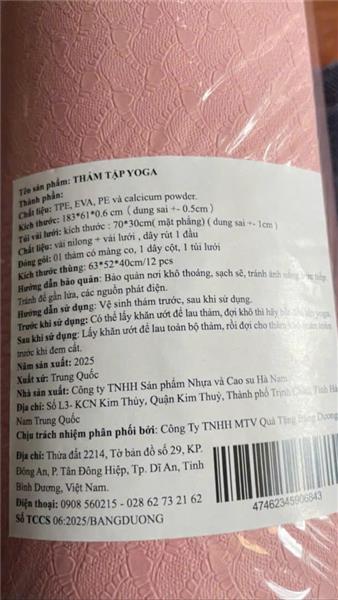 Tên sản phẩm: THẢM TẬP YOGA
Thành phần:
Chất liệu: TPE, EVA, PE và calcicum powder.
Kích thước: 183*61*0.6 cm ( dung sai +- 0.5cm )
Túi vải lưới: kích thước : 70*30cm( mặt phẳng) ( dung sai +- 1cm )
Chất liệu: vải nilong + vải lưới , dây rút 1 đầu
Đóng gói: 01 thảm có màng co, 1 dây cột, 1 túi lưới
Kích thước thùng: 63*52*40cm/12 pcs
Hướng dẫn bảo quản: Bảo quản nơi khô thoáng, sạch sẽ, tránh ánh tiếp
Tránh để gần lửa, các nguồn phát điện.
Hướng dẫn sử dụng: Vệ sinh thảm trước, sau khi sử dụng.
Trước khi sử dụng: Có thể lấy khăn ướt để lau thảm, đợi khô thì hãy yoga.
Sau khi sử dụng: Lấy khăn ướt để lau toàn bộ thảm, rồi đợi cho thảm khô hoàn toàn
trước khi đem cất.
Năm sản xuất: 2025
Xuất xứ: Trung Quốc
Nhà sản xuất: Công ty TNHH Sản phẩm Nhựa và Cao su Hà Nam
Địa chỉ: Số L3- KCN Kim Thủy, Quận Kim Thuỷ, Thành phố Trịnh Tỉnh Hà
Nam Trung Quốc
Chịu trách nhiệm phân phối bởi: Công Ty TNHH MTV Quà Tặng Dương
Địa chỉ: Thửa đất 2214, Tờ bản đồ số 29, KP.
Đông An, P. Tân Đông Hiệp, Tp. Dĩ An, Tỉnh
Bình Dương, Việt Nam.
Điện thoại: 0908 560215 - 028 62 73 21 62
Số TCCS 06:2025/BANGDUONG
47462345906843